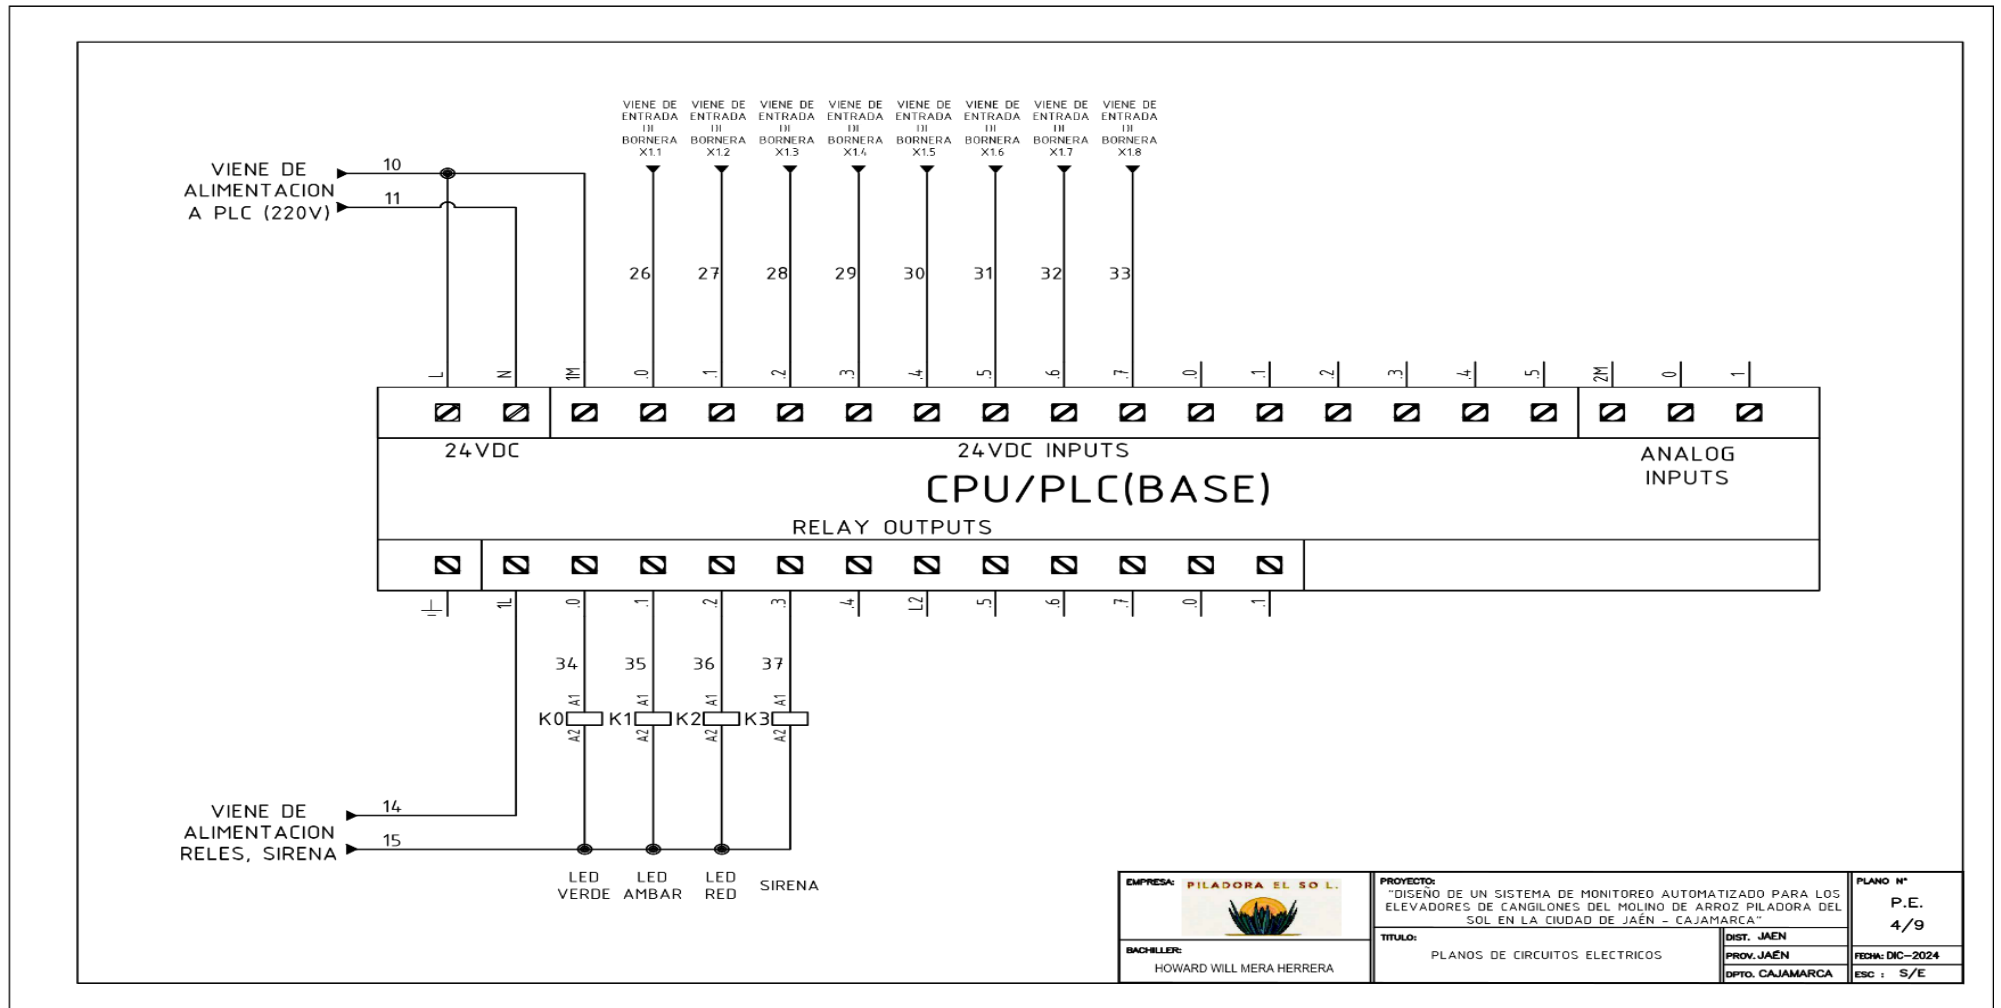 VIENE DE VIENE DE VIENE DE VIENE DE VIENE DE VIENE DE VIENE DE VIENE DE
ENTRADA ENTRADA ENTRADA ENTRADA ENTRADA ENTRADA ENTRADA ENTRADA
DI DI DI DI DI DI DI DI
BORNERA BORNERA BORNERA BORNERA BORNERA BORNERA BORNERA BORNERA
X1.1 X1.2 X1.3 X1.4 X1.5 X1.6 X1.7 X1.8
VIENE DE
ALIMENTACION
A PLC (220V)
10
11
26 27 28 29 30 31 32 33
L N 1M .0 .1 .2 .3 .4 .5 .6 .7 .0 .1 .2 .3 .4 .5 2M 0 1
24VDC
24VDC INPUTS
ANALOG
INPUTS
CPU/PLC(BASE)
RELAY OUTPUTS
1L .0 .1 .2 .3 .4 L2 .5 .6 .7 .0 .1
34 35 36 37
A1 A1 A1 A1
K0 K1 K2 K3
A2 A2 A2 A2
VIENE DE
ALIMENTACION
RELES, SIRENA
14
15
LED LED LED SIRENA
VERDE AMBAR RED
EMPRESA:
PILADORA EL SO L.
BACHILLER:
HOWARD WILL MERA HERRERA
PROYECTO:
"DISEÑO DE UN SISTEMA DE MONITOREO AUTOMATIZADO PARA LOS
ELEVADORES DE CANGILONES DEL MOLINO DE ARROZ PILADORA DEL
SOL EN LA CIUDAD DE JAÉN - CAJAMARCA"
TITULO:
PLANOS DE CIRCUITOS ELECTRICOS
DIST. JAEN
PROV. JAÉN
DPTO. CAJAMARCA
PLANO N°
P.E.
4/9
FECHA: DIC-2024
ESC : S/E